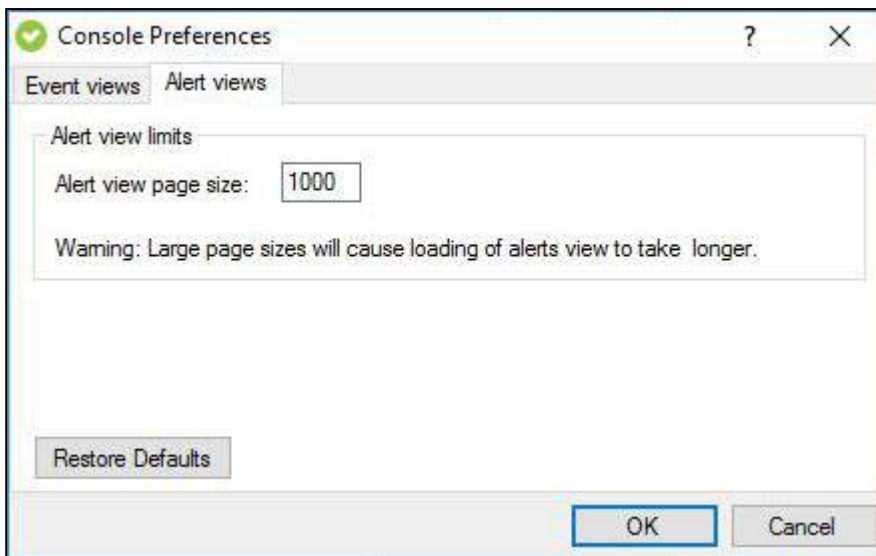 Console Preferences ?
Event views Alert views
Alert view limits
Alert view page size: 1000
Warning: Large page sizes will cause loading of alerts view to take longer.
Restore Defaults
OK Cancel